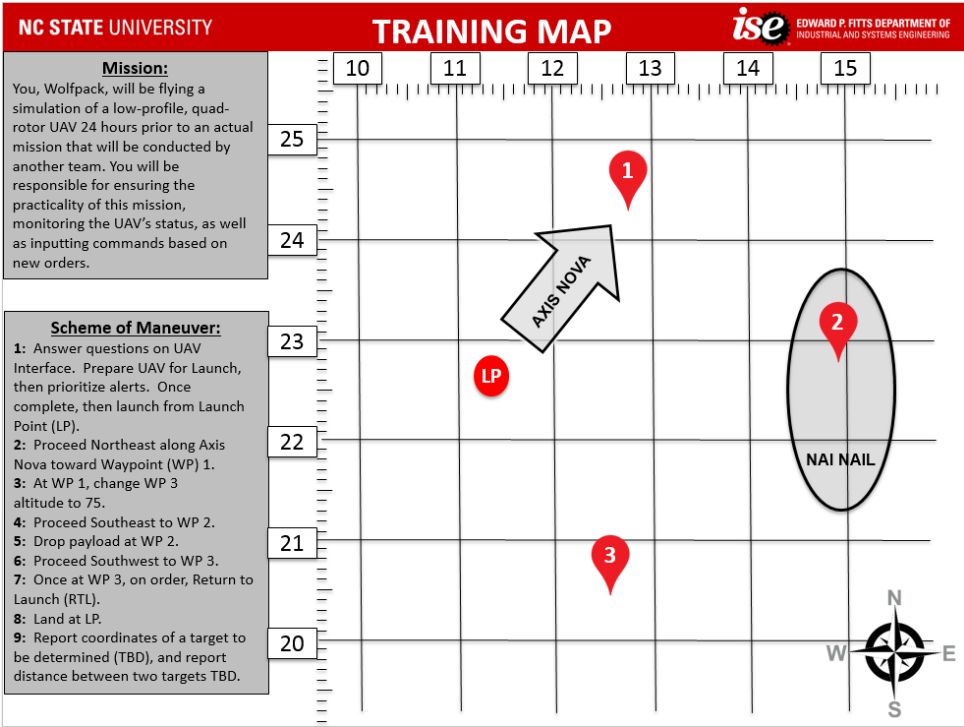 NC STATE UNIVERSITY
TRAINING MAP
ise
EDWARD P. FITTS DEPARTMENT OF
INDUSTRIAL AND SYSTEMS ENGINEERING
Mission:
You, Wolfpack, will be flying a
simulation of a low-profile, quad-
rotor UAV 24 hours prior to an actual
mission that will be conducted by
another team. You will be
responsible for ensuring the
practicality of this mission,
monitoring the UAV's status, as well
as inputting commands based on
new orders.
Scheme of Maneuver:
1: Answer questions on UAV
Interface. Prepare UAV for Launch,
then prioritize alerts. Once
complete, then launch from Launch
Point (LP).
2: Proceed Northeast along Axis
Nova toward Waypoint (WP) 1.
3: At WP 1, change WP 3
altitude to 75.
4: Proceed Southeast to WP 2.
5: Drop payload at WP 2.
6: Proceed Southwest to WP 3.
7: Once at WP 3, on order, Return to
Launch (RTL).
8: Land at LP.
9: Report coordinates of a target to
be determined (TBD), and report
distance between two targets TBD.
10 11 12 13 14 15
25
1
24
AXIS NOVA
23
2
LP
22
NAI NAIL
21
3
20
N
W E
S